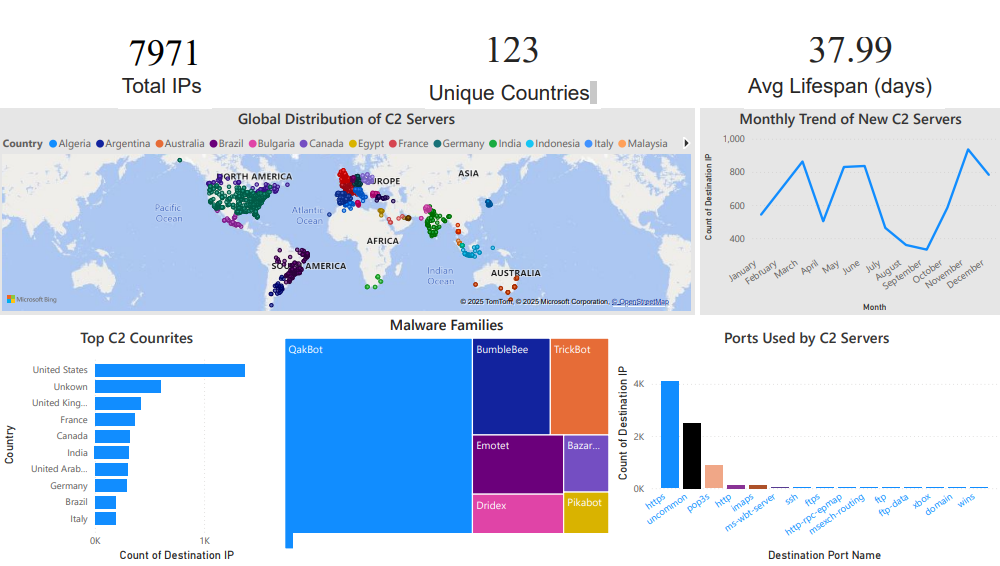 7971
Total IPs
123
Unique Countries
37.99
Avg Lifespan (days)
Global Distribution of C2 Servers
Country Algeria Argentina Australia Brazil Bulgaria Canada Egypt France Germany India Indonesia Italy Malaysia
NORTH AMERICA
EUROPE
ASIA
Pacific
Ocean
Atlantic
Ocean
AFRICA
SOUTH AMERICA
Indian
Ocean
AUSTRALIA
Microsoft Bing
© 2025 TomTom, © 2025 Microsoft Corporation, © OpenStreetMap
Monthly Trend of New C2 Servers
Count of Destination IP
1,000
800
600
400
January
February
March
April
May
June
July
August
September
October
November
December
Month
Top C2 Counrites
Country
United States
Unkown
United King...
France
Canada
India
United Arab...
Germany
Brazil
Italy
0K 1K
Count of Destination IP
Malware Families
QakBot
BumbleBee
TrickBot
Emotet
Bazar...
Dridex
Pikabot
Ports Used by C2 Servers
Count of Destination IP
4K
2K
0K
https
uncommon
pop3s
http
imaps
ms-wbt-server
ssh
ftps
http-rpc-epmap
msexch-routing
ftp
ftp-data
xbox
domain
wins
Destination Port Name